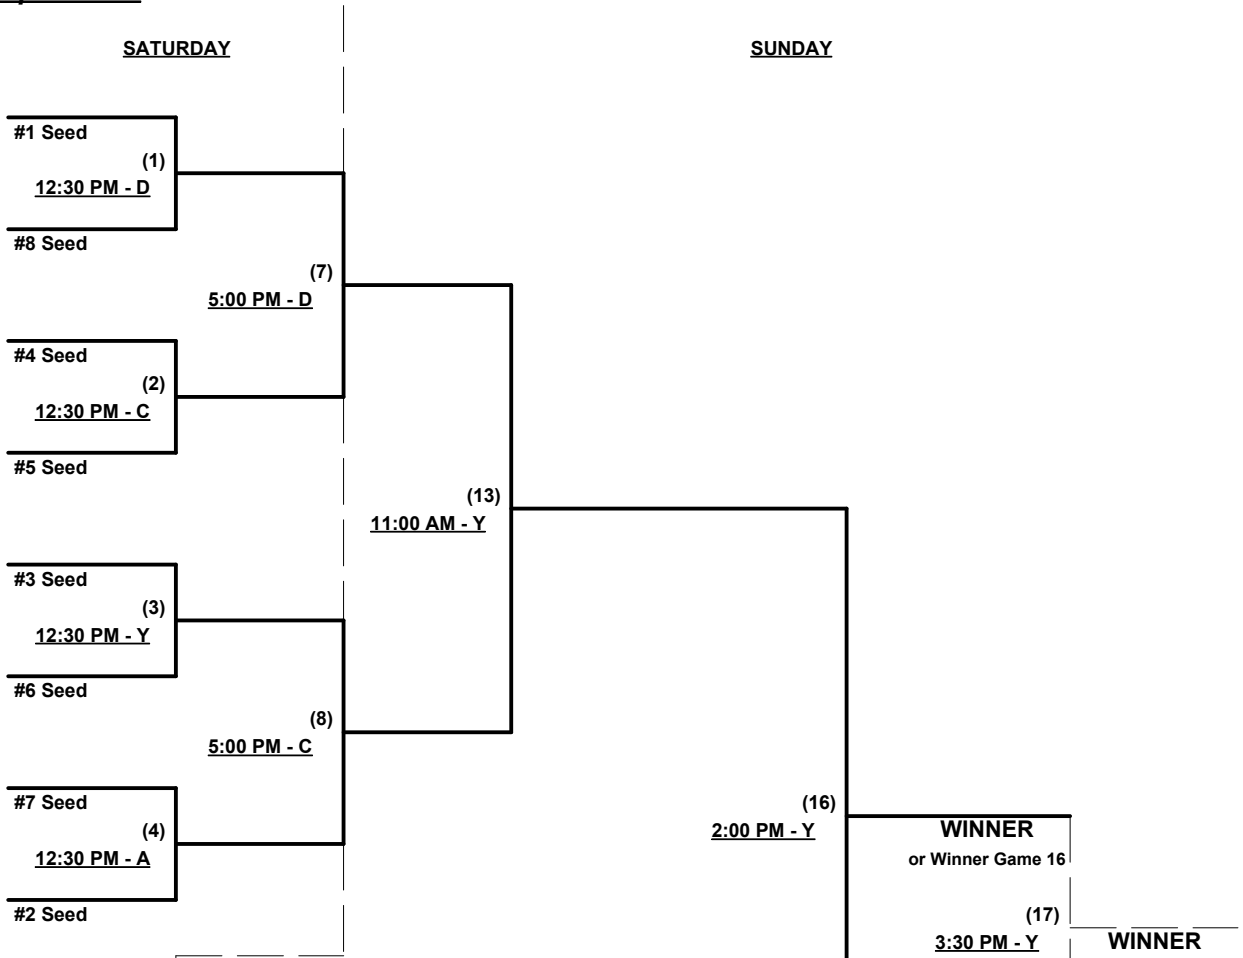 SATURDAY
SUNDAY
#1 Seed
(1)
12:30 PM - D
#8 Seed
(7)
5:00 PM - D
#4 Seed
(2)
12:30 PM - C
#5 Seed
(13)
11:00 AM - Y
#3 Seed
(3)
12:30 PM - Y
#6 Seed
(8)
5:00 PM - C
#7 Seed
(4)
12:30 PM - A
#2 Seed
(16)
2:00 PM - Y
WINNER
or Winner Game 16
(17)
3:30 PM - Y
WINNER